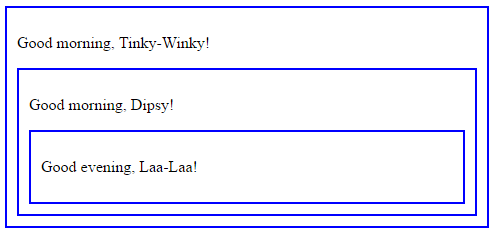 Good morning, Tinky-Winky!
Good morning, Dipsy!
Good evening, Laa-Laa!